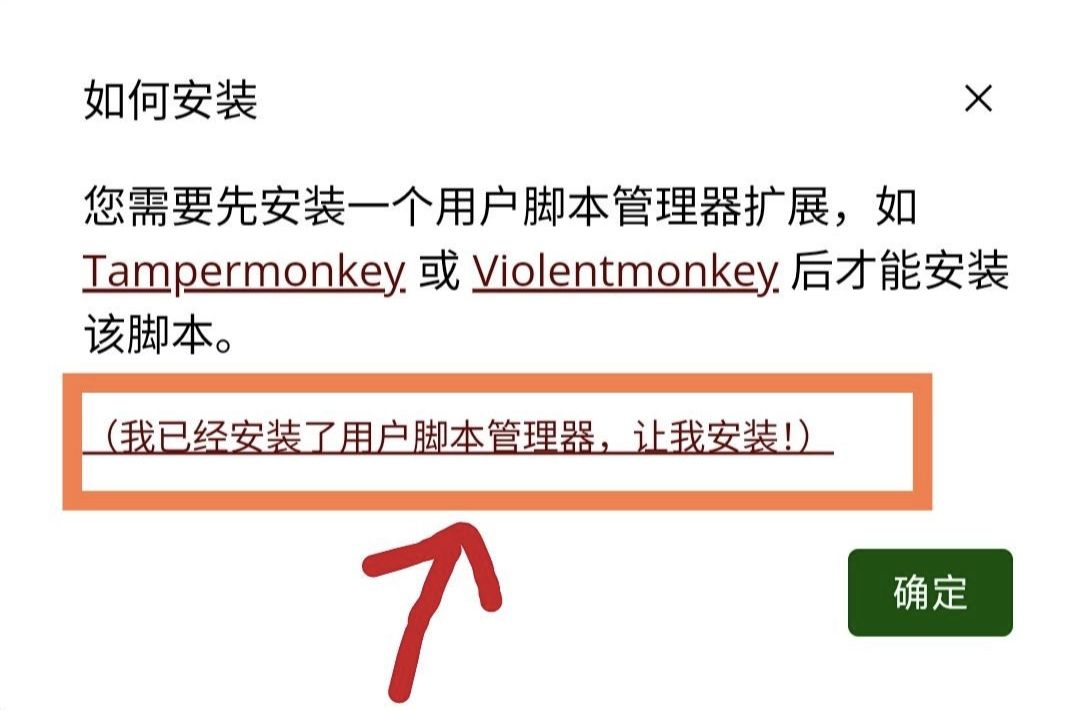 如何安装
您需要先安装一个用户脚本管理器扩展，如
Tampermonkey 或 Violentmonkey 后才能安装
该脚本。
（我已经安装了用户脚本管理器，让我安装！）
确定